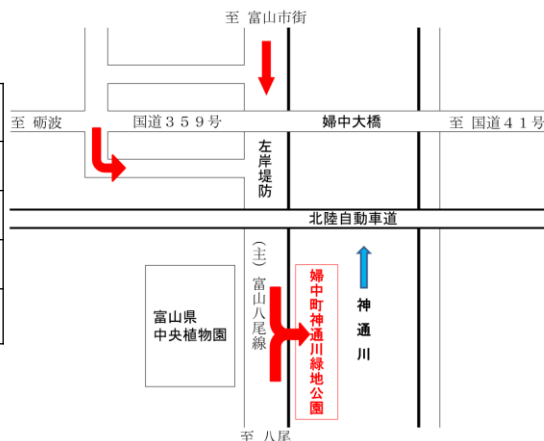 至 富山市街
至 砺波
国道３５９号
婦中大橋
至 国道４１号
左岸堤防
北陸自動車道
(主)富山八尾線
富山県
中央植物園
婦中町神通川緑地公園
神通川
至 八尾